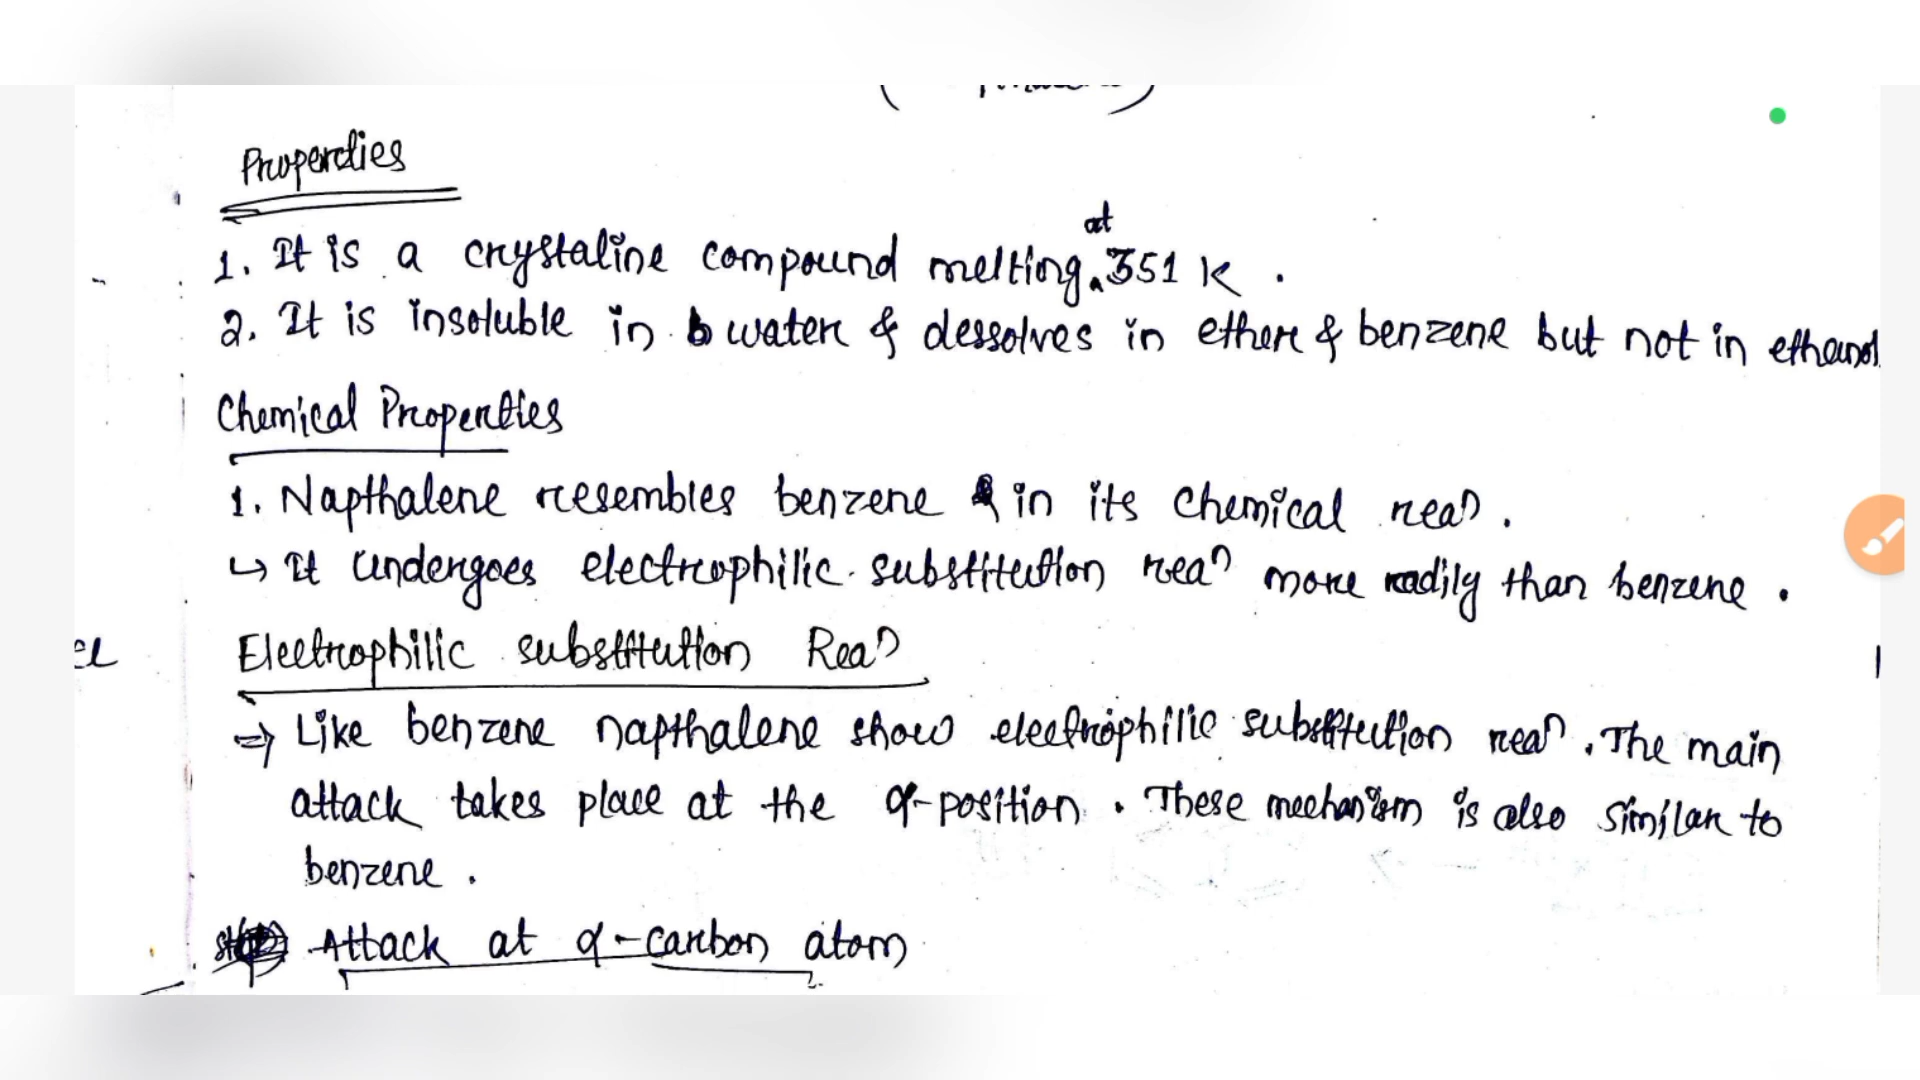 Properties
at
1. It is a crystaline compound melting 351 K .
2. It is insoluble in water & dessolves in ether & benzene but not in ethanol
Chemical Properties
1. Napthalene resembles benzene in its chemical reaⁿ .
↳ It undergoes electrophilic substitution reaⁿ more readily than benzene .
Electrophilic substitution Reaⁿ
⇒ Like benzene napthalene show electrophilic substitution reaⁿ . The main
attack takes place at the α-position . These mechanism is also similar to
benzene .
Attack at α-carbon atom